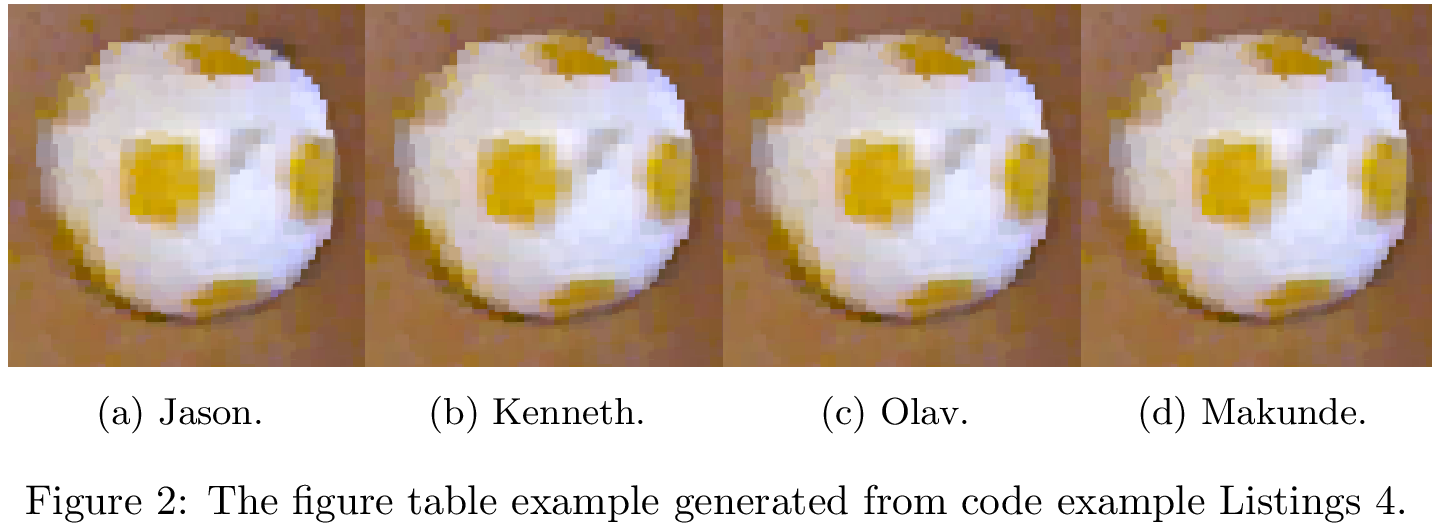 (a) Jason. (b) Kenneth. (c) Olav. (d) Makunde.
Figure 2: The figure table example generated from code example Listings 4.